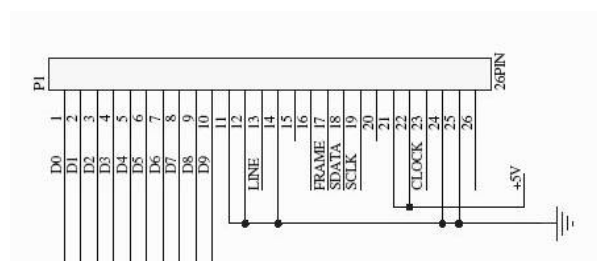 P1
26PIN
1 2 3 4 5 6 7 8 9 10 11 12 13 14 15 16 17 18 19 20 21 22 23 24 25 26
D0 D1 D2 D3 D4 D5 D6 D7 D8 D9 LINE FRAME SDATA SCLK CLOCK +5V